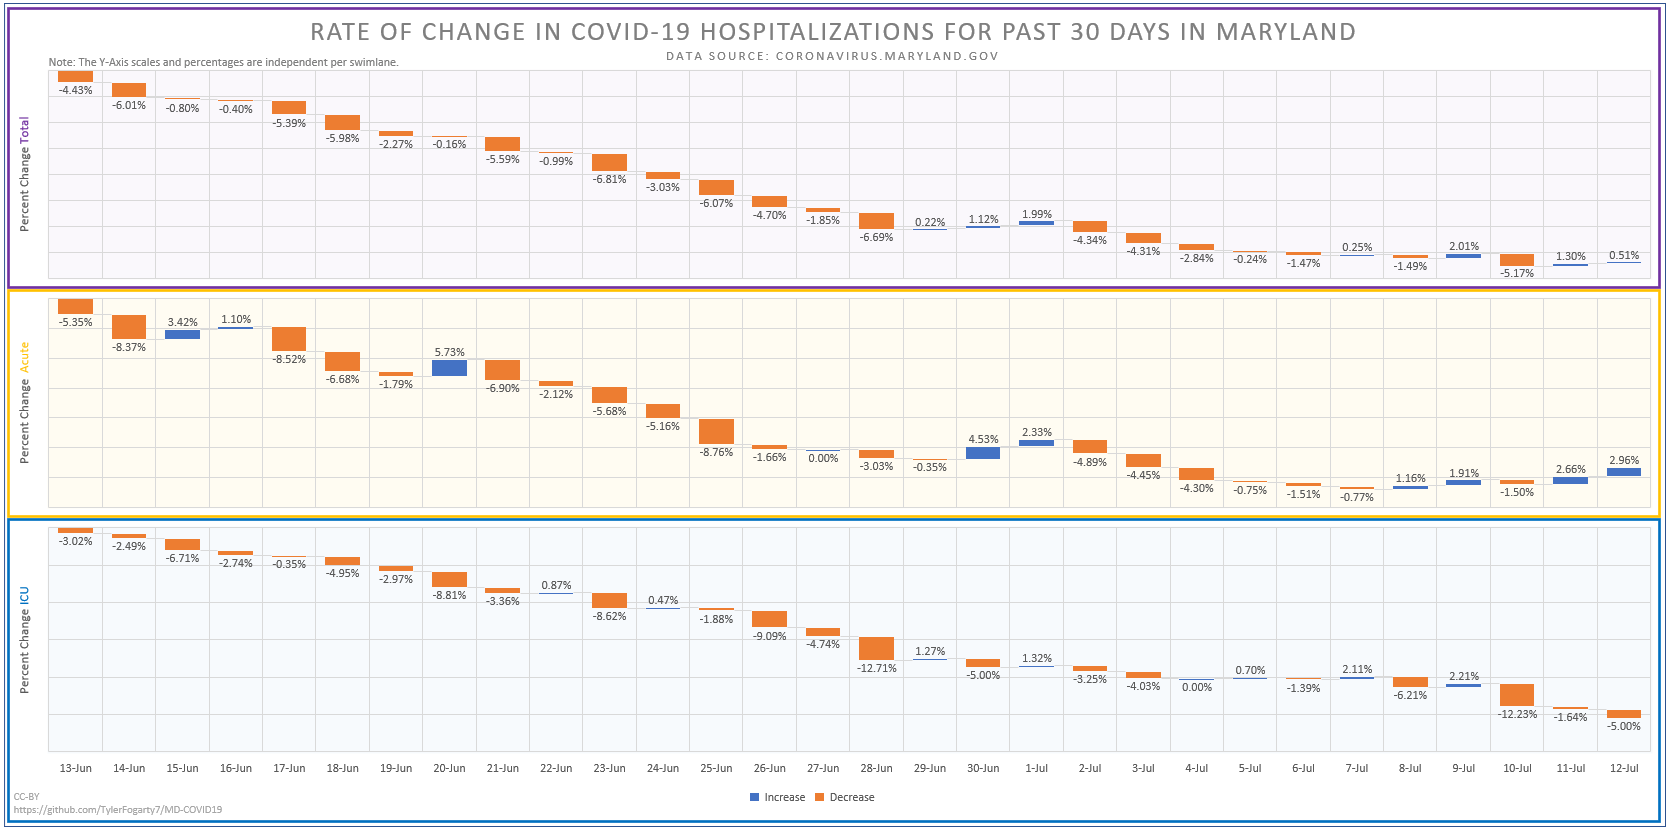 RATE OF CHANGE IN COVID-19 HOSPITALIZATIONS FOR PAST 30 DAYS IN MARYLAND
DATA SOURCE: CORONAVIRUS.MARYLAND.GOV
Note: The Y-Axis scales and percentages are independent per swimlane.
Percent Change Total
-4.43% -6.01% -0.80% -0.40% -5.39% -5.98% -2.27% -0.16% -5.59% -0.99% -6.81% -3.03% -6.07% -4.70% -1.85% -6.69% 0.22% 1.12% 1.99% -4.34% -4.31% -2.84% -0.24% -1.47% 0.25% -1.49% 2.01% -5.17% 1.30% 0.51%
Percent Change Acute
-5.35% -8.37% 3.42% 1.10% -8.52% -6.68% -1.79% 5.73% -6.90% -2.12% -5.68% -5.16% -8.76% -1.66% 0.00% -3.03% -0.35% 4.53% 2.33% -4.89% -4.45% -4.30% -0.75% -1.51% -0.77% 1.16% 1.91% -1.50% 2.66% 2.96%
Percent Change ICU
-3.02% -2.49% -6.71% -2.74% -0.35% -4.95% -2.97% -8.81% -3.36% 0.87% -8.62% 0.47% -1.88% -9.09% -4.74% -12.71% 1.27% -5.00% 1.32% -3.25% -4.03% 0.00% 0.70% -1.39% 2.11% -6.21% 2.21% -12.23% -1.64% -5.00%
13-Jun 14-Jun 15-Jun 16-Jun 17-Jun 18-Jun 19-Jun 20-Jun 21-Jun 22-Jun 23-Jun 24-Jun 25-Jun 26-Jun 27-Jun 28-Jun 29-Jun 30-Jun 1-Jul 2-Jul 3-Jul 4-Jul 5-Jul 6-Jul 7-Jul 8-Jul 9-Jul 10-Jul 11-Jul 12-Jul
Increase Decrease
CC-BY
https://github.com/TylerFogarty7/MD-COVID19